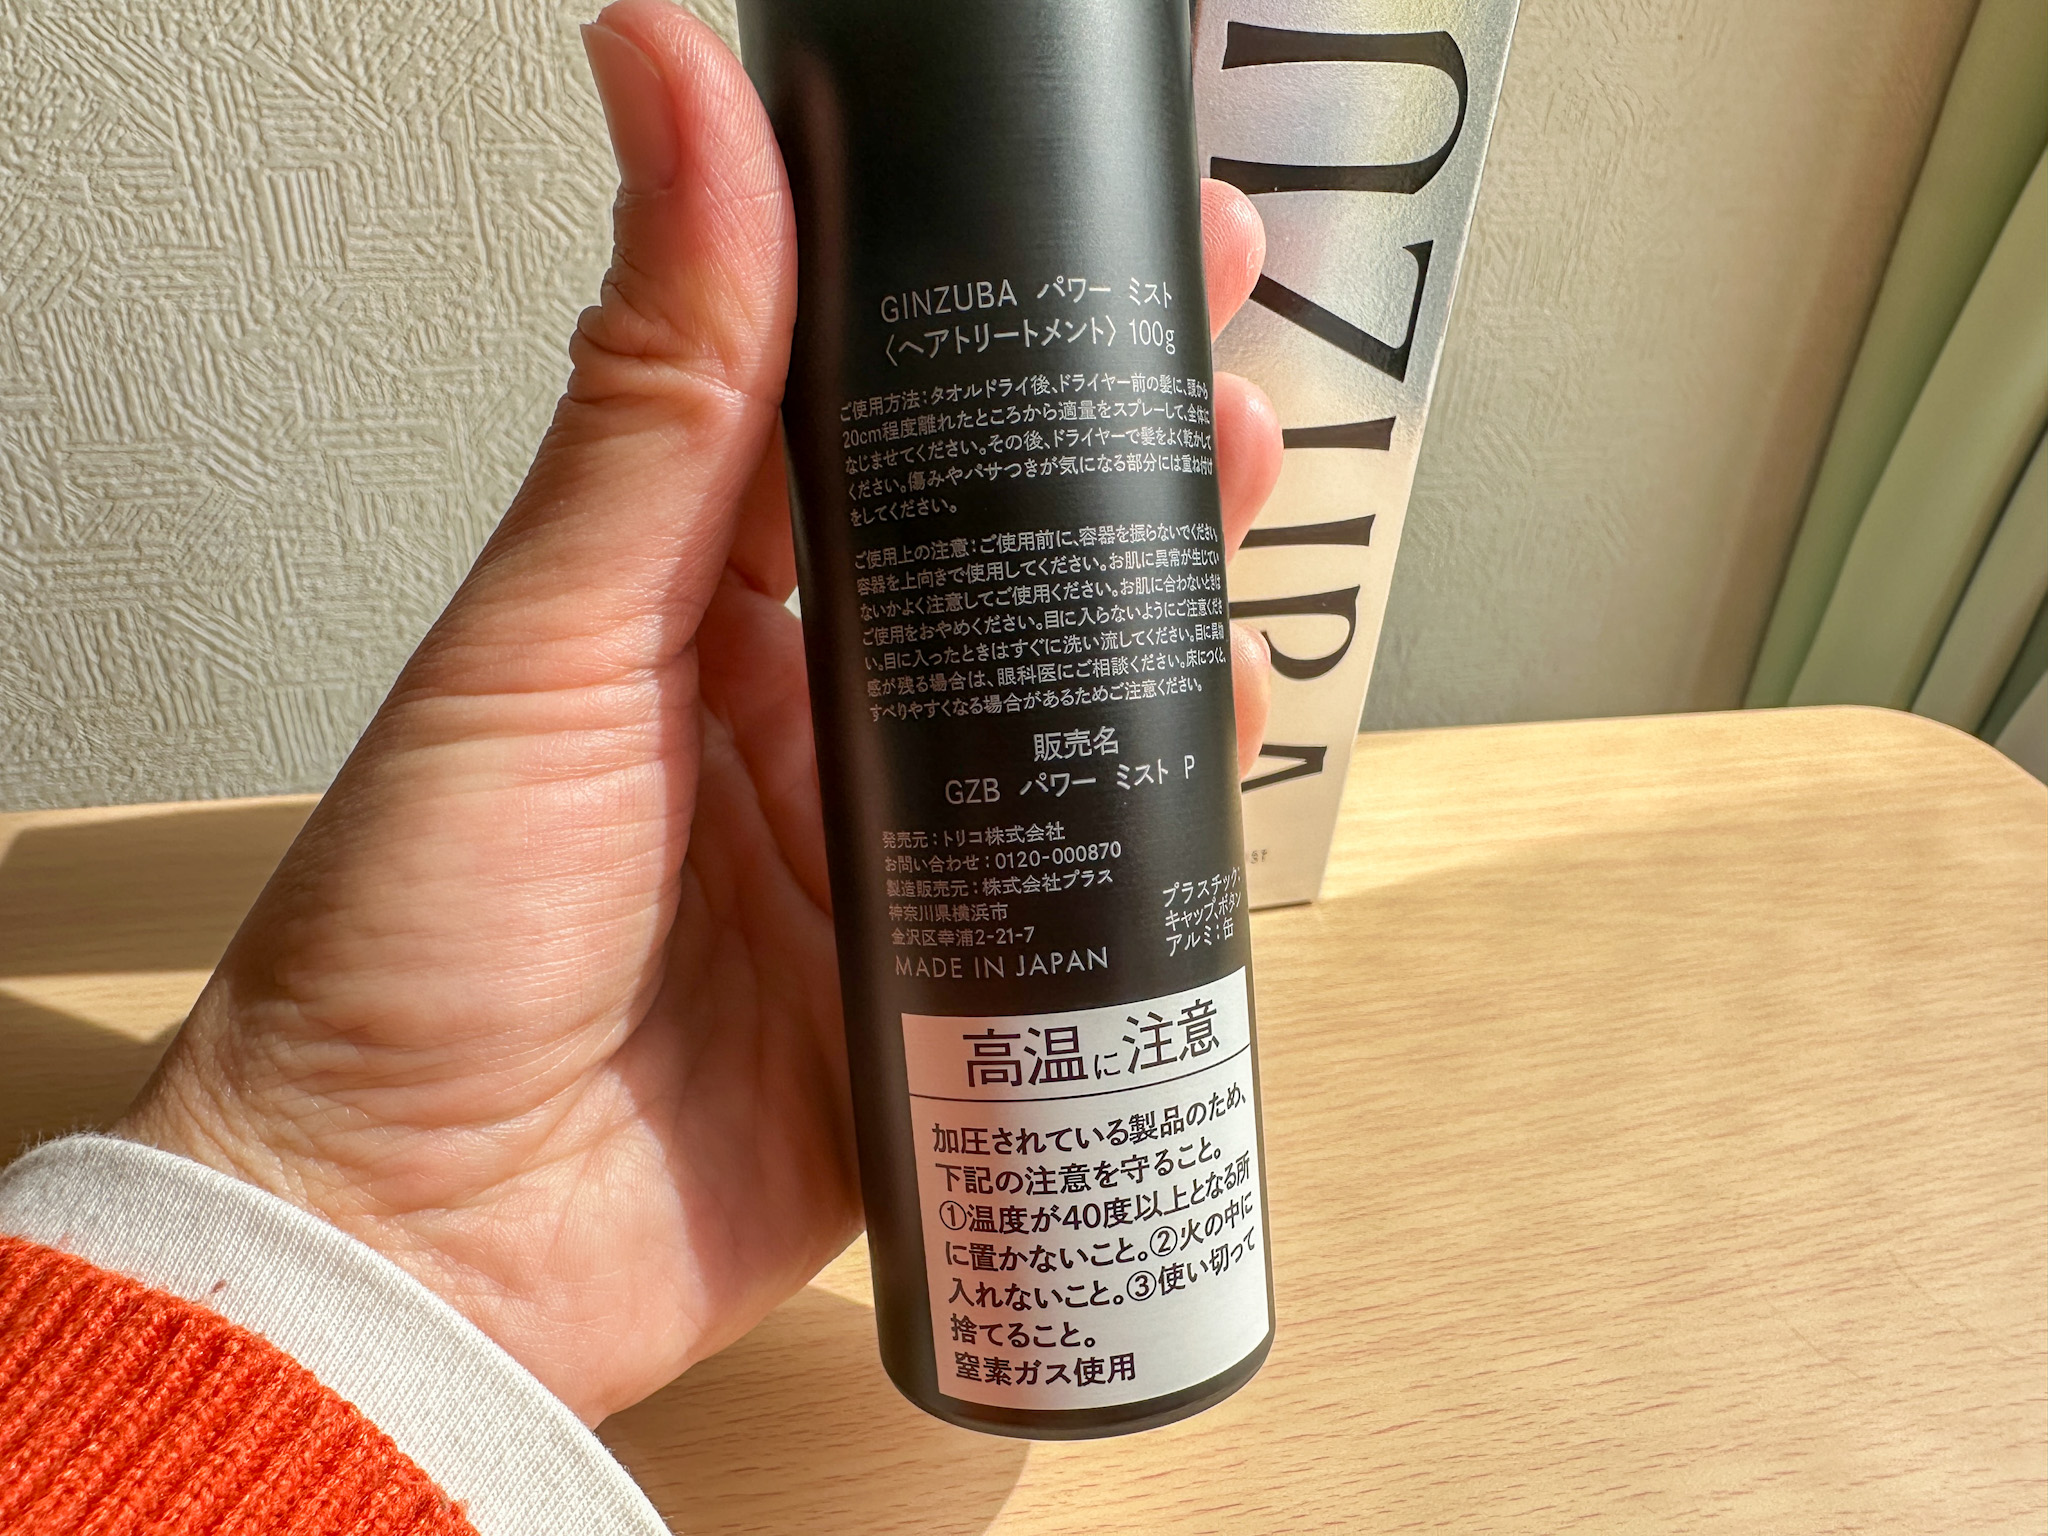 GINZUBA パワー ミスト
〈ヘアトリートメント〉 100g
ご使用方法：タオルドライ後、ドライヤー前の髪に、頭から
20cm程度離れたところから適量をスプレーして、全体に
なじませてください。その後、ドライヤーで髪をよく乾かして
ください。傷みやパサつきが気になる部分には重ね付け
をしてください。
ご使用上の注意：ご使用前に、容器を振らないでください。
容器を上向きで使用してください。お肌に異常が生じてい
ないかよく注意してご使用ください。お肌に合わないときは
ご使用をおやめください。目に入らないようにご注意くださ
い。目に入ったときはすぐに洗い流してください。目に異物
感が残る場合は、眼科医にご相談ください。床につくと、
すべりやすくなる場合があるためご注意ください。
販売名
GZB パワー ミスト P
発売元：トリコ株式会社
お問い合わせ：0120-000870
製造販売元：株式会社プラス
神奈川県横浜市
金沢区幸浦2-21-7
MADE IN JAPAN
プラスチック：
キャップ、ボタン
アルミ：缶
高温に注意
加圧されている製品のため、
下記の注意を守ること。
①温度が40度以上となる所
に置かないこと。②火の中に
入れないこと。③使い切って
捨てること。
窒素ガス使用
UZUBA